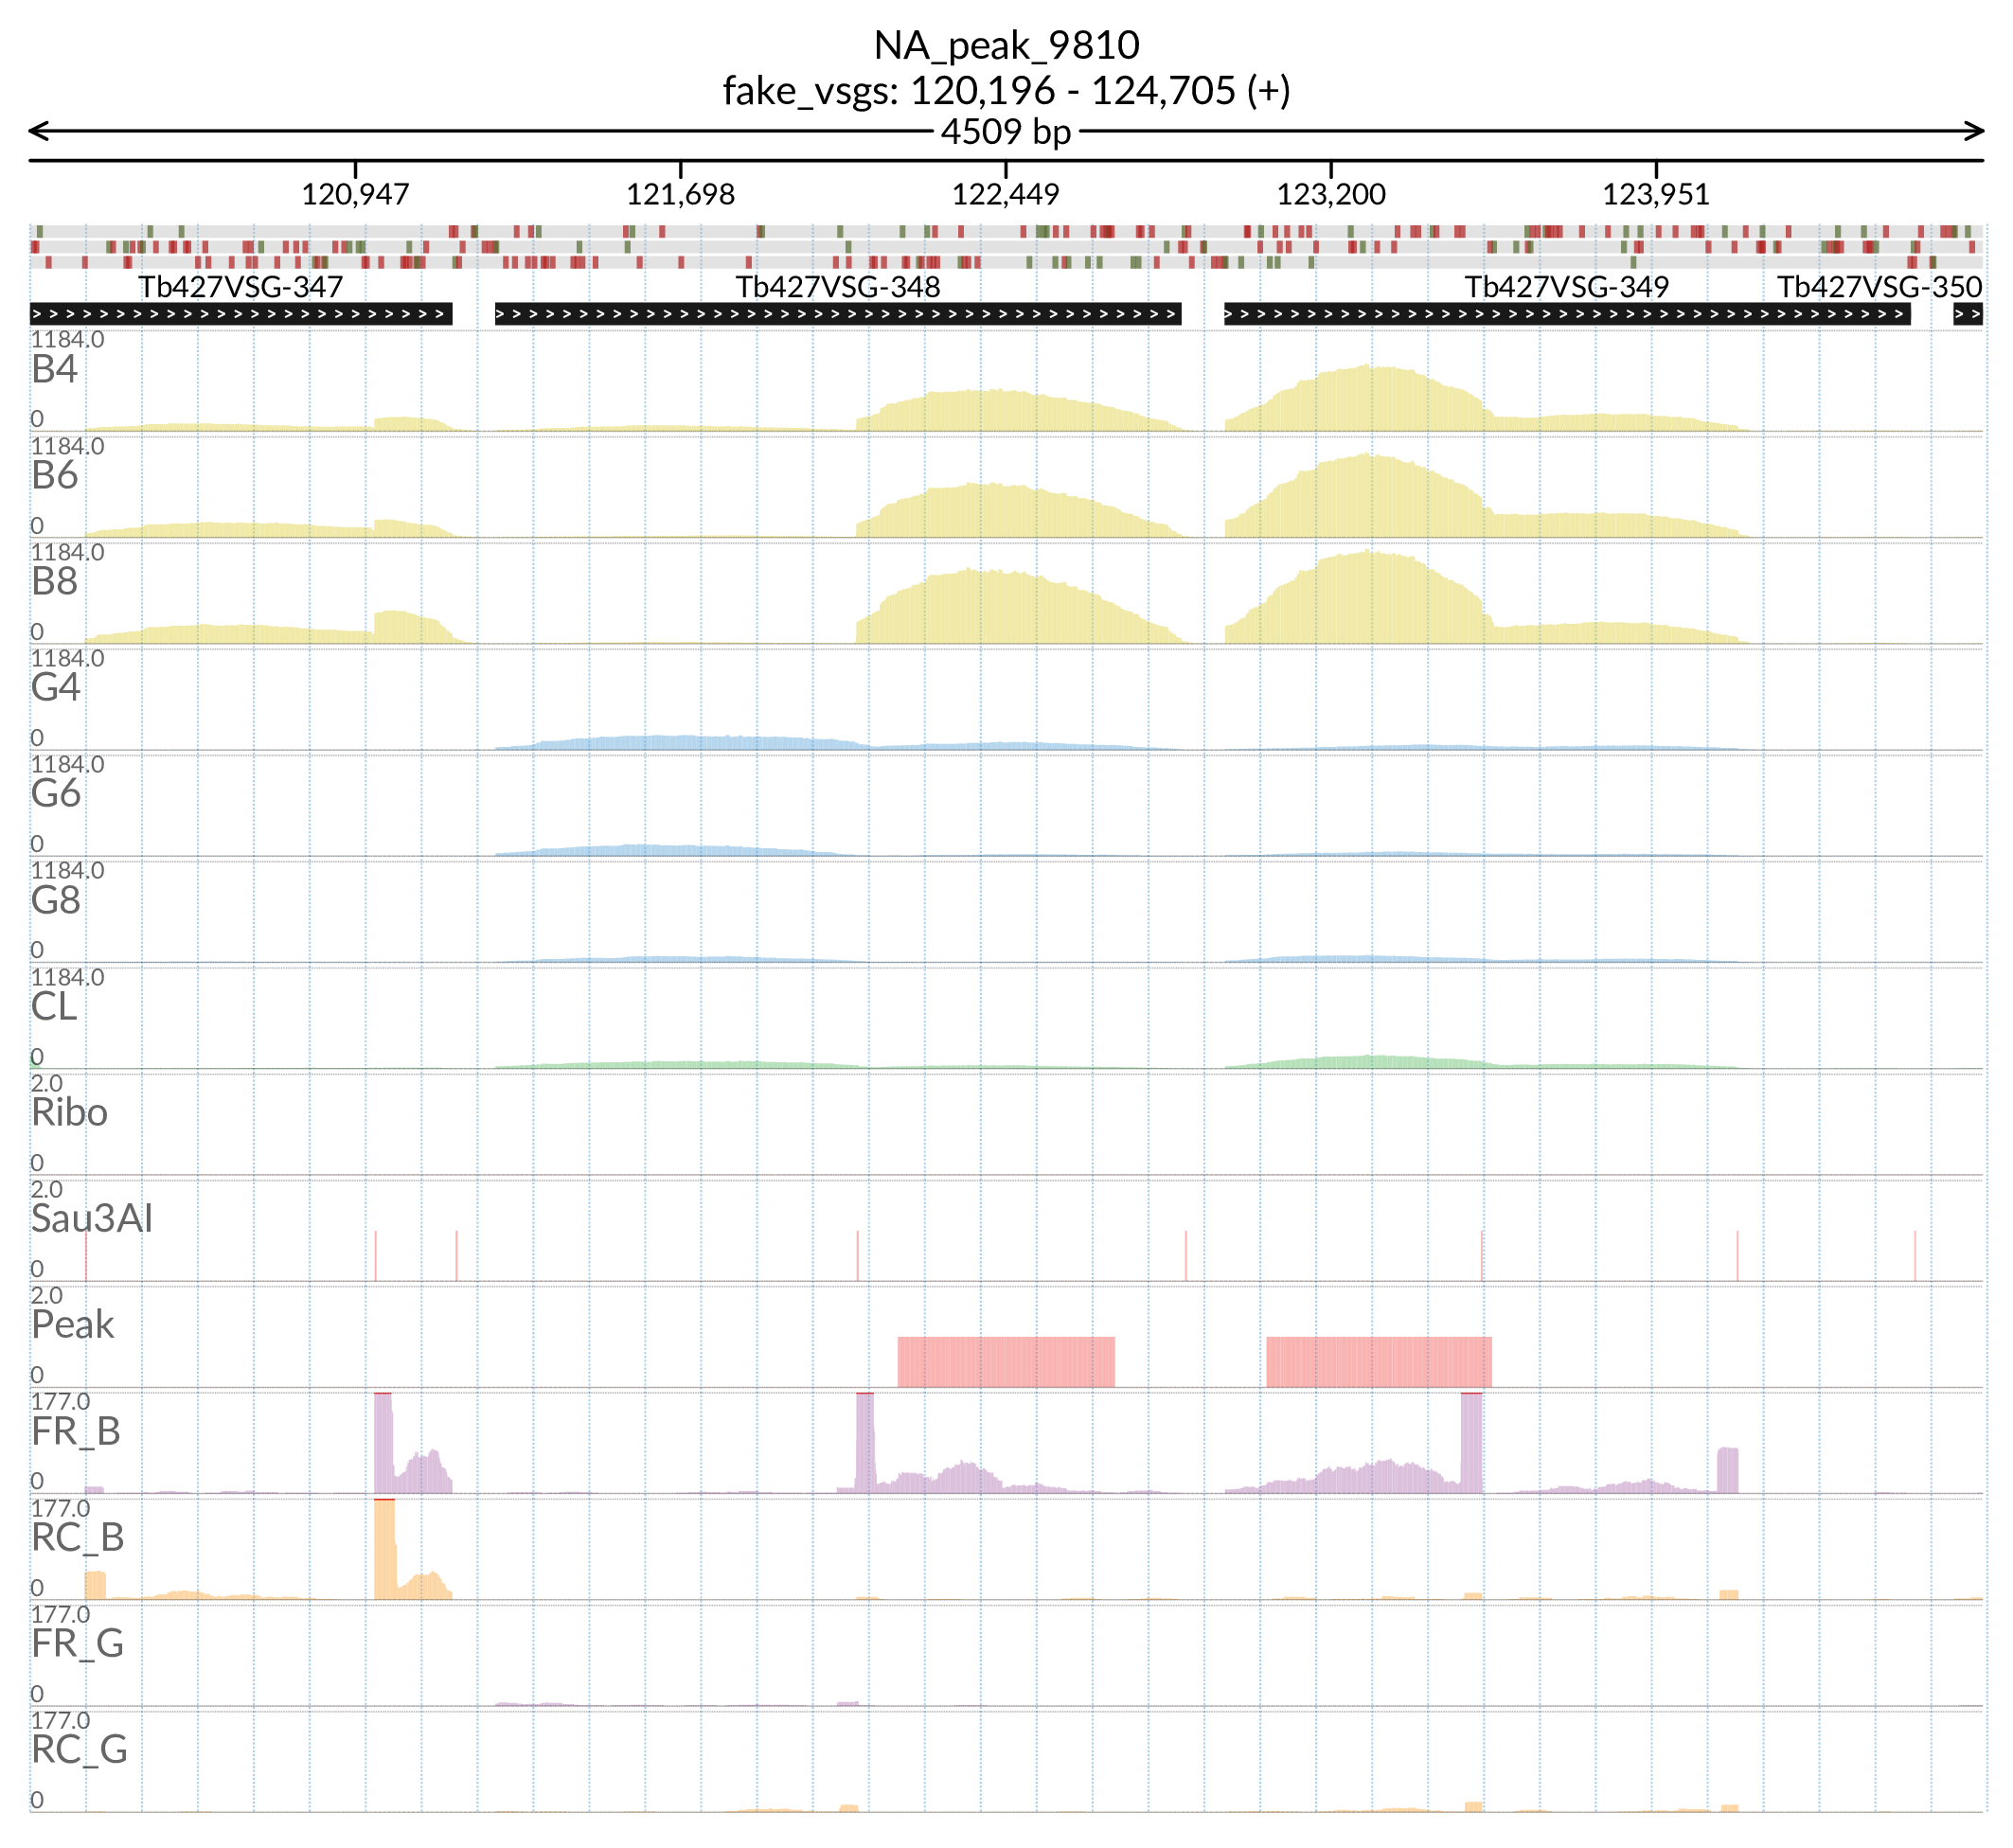 NA_peak_9810
fake_vsgs: 120,196 - 124,705 (+)
4509 bp
120,947 121,698 122,449 123,200 123,951
Tb427VSG-347 Tb427VSG-348 Tb427VSG-349 Tb427VSG-350
1184.0
B4
0
1184.0
B6
0
1184.0
B8
0
1184.0
G4
0
1184.0
G6
0
1184.0
G8
0
1184.0
CL
0
2.0
Ribo
0
2.0
Sau3AI
0
2.0
Peak
0
177.0
FR_B
0
177.0
RC_B
0
177.0
FR_G
0
177.0
RC_G
0